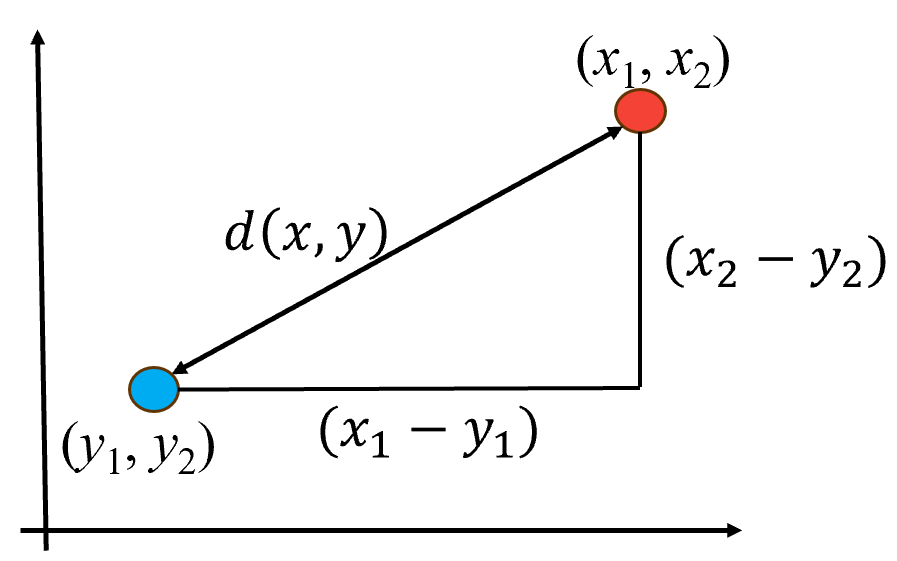 (x₁, x₂)
d(x, y)
(x₂ − y₂)
(x₁ − y₁)
(y₁, y₂)